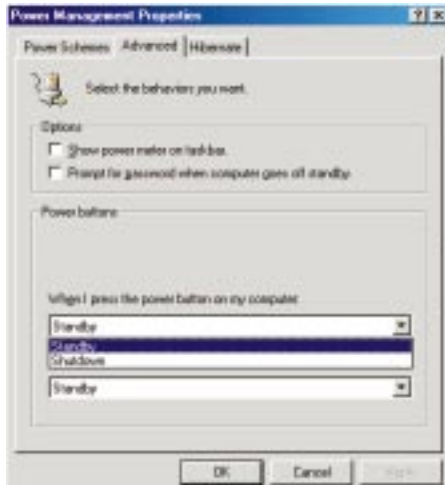 Power Management Properties
Power Schemes Advanced Hibernate
Select the behaviors you want.
Options
Show power meter on taskbar.
Prompt for password when computer goes off standby.
Power buttons
When I press the power button on my computer:
Standby
Standby
Shutdown
Standby
OK Cancel Apply